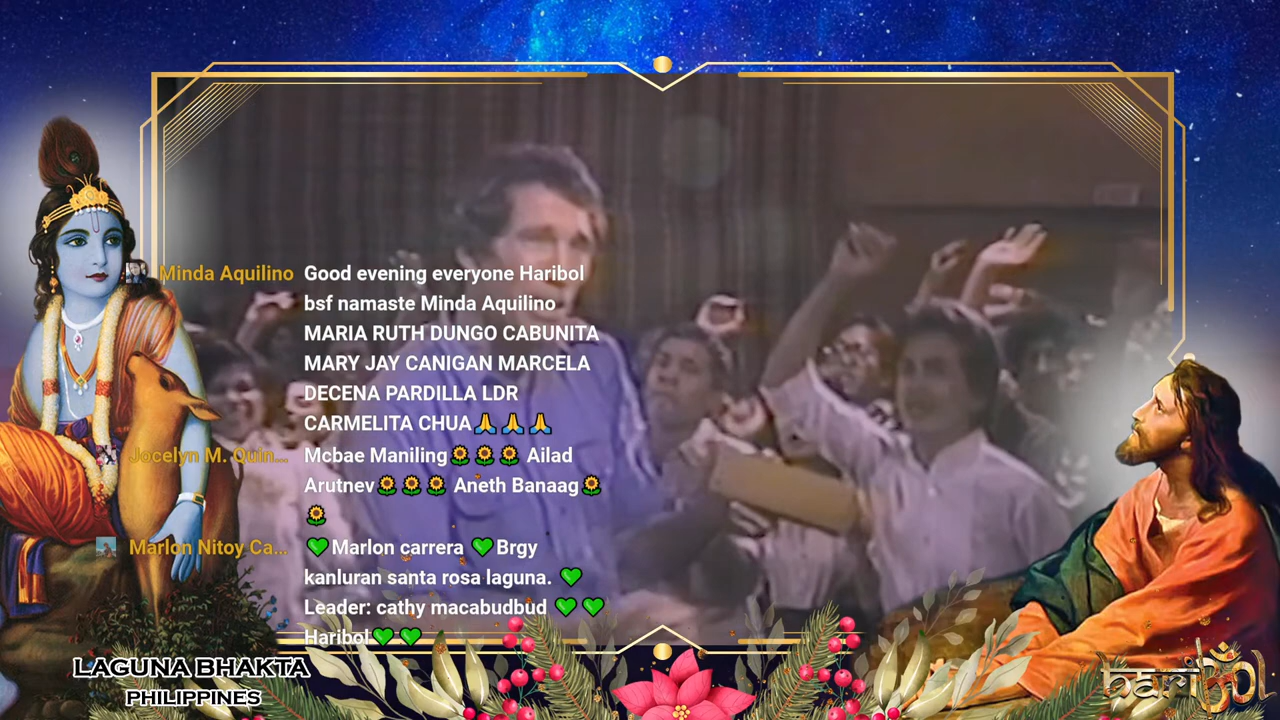 Minda Aquilino Good evening everyone Haribol
bsf namaste Minda Aquilino
MARIA RUTH DUNGO CABUNITA
MARY JAY CANIGAN MARCELA
DECENA PARDILLA LDR
CARMELITA CHUA🙏🙏🙏
Jocelyn M. Quin... Mcbae Maniling🌻🌻🌻 Ailad
Arutnev🌻🌻🌻 Aneth Banaag🌻
🌻
Marlon Nitoy Ca... 💚Marlon carrera 💚Brgy
kanluran santa rosa laguna. 💚
Leader: cathy macabudbud 💚💚
Haribol💚💚
LAGUNA BHAKTA
PHILIPPINES
haribol